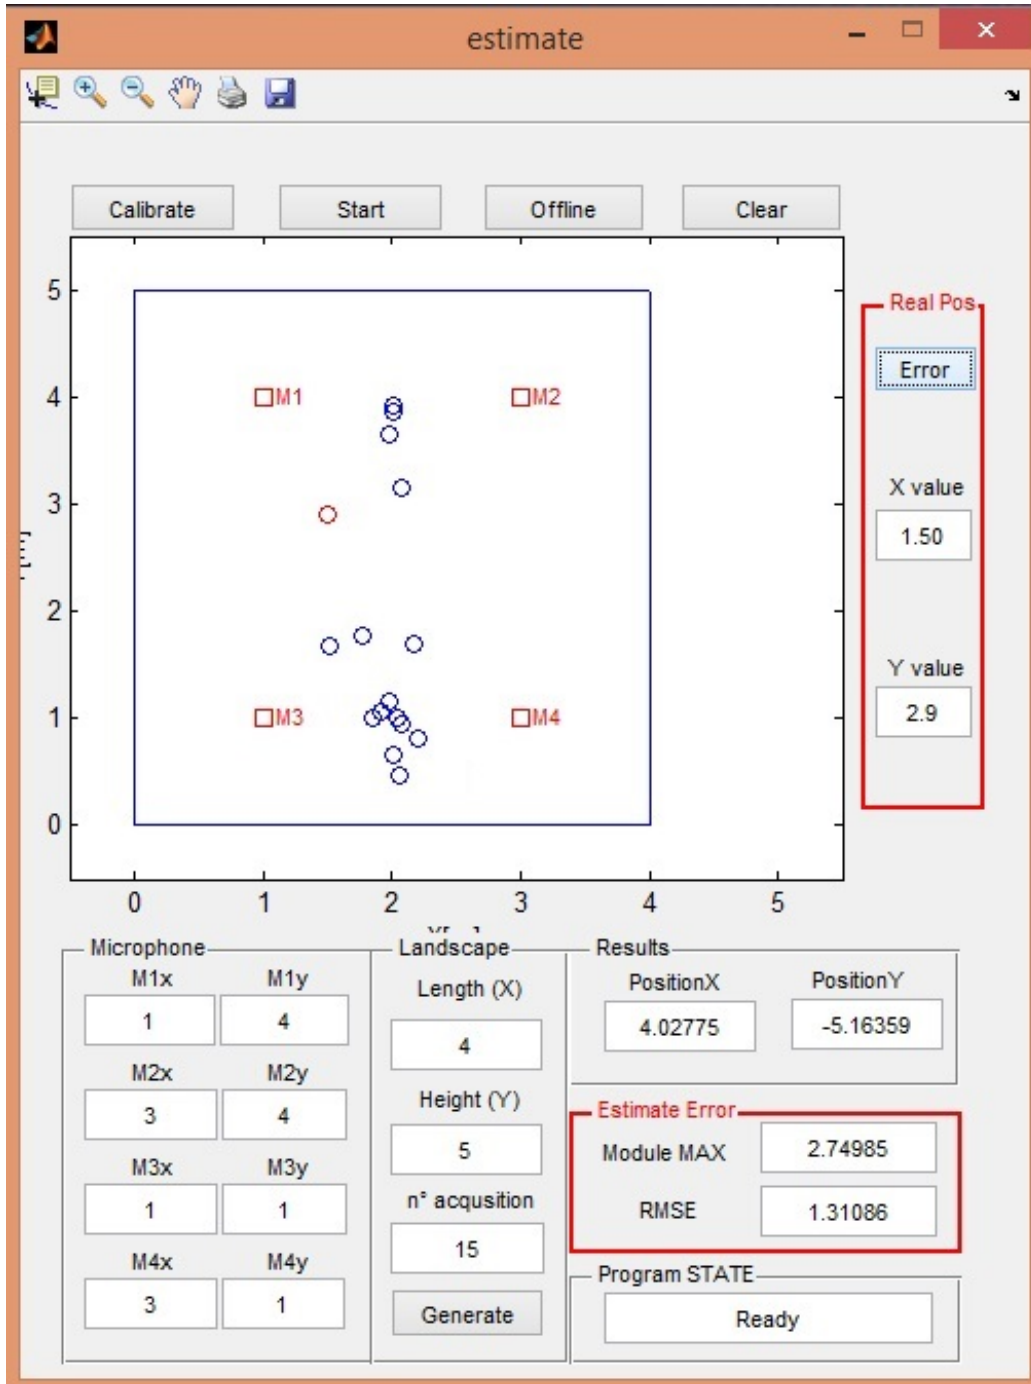 estimate
Calibrate Start Offline Clear
5
4
3
2
1
0
M1 M2
M3 M4
0 1 2 3 4 5
Real Pos
Error
X value
1.50
Y value
2.9
Microphone
M1x M1y
1 4
M2x M2y
3 4
M3x M3y
1 1
M4x M4y
3 1
Landscape
Length (X)
4
Height (Y)
5
n° acqusition
15
Generate
Results
PositionX PositionY
4.02775 -5.16359
Estimate Error
Module MAX 2.74985
RMSE 1.31086
Program STATE
Ready